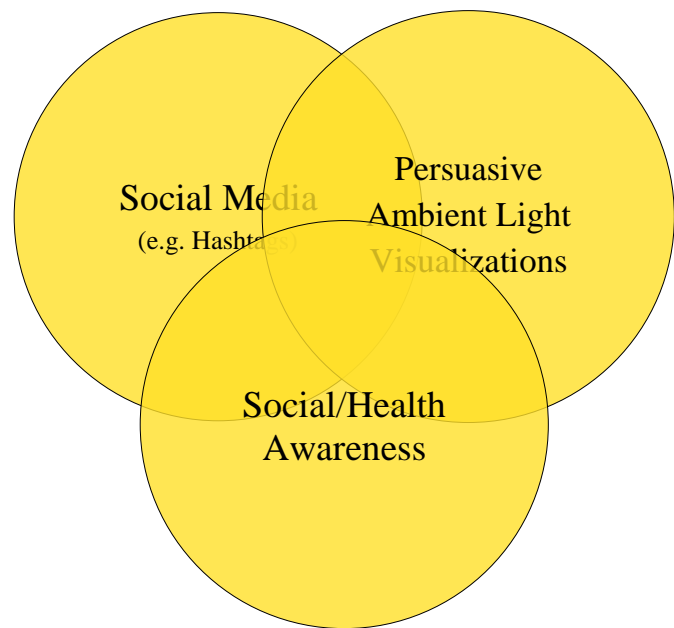 Social Media
(e.g. Hashtags)
Persuasive
Ambient Light
Visualizations
Social/Health
Awareness